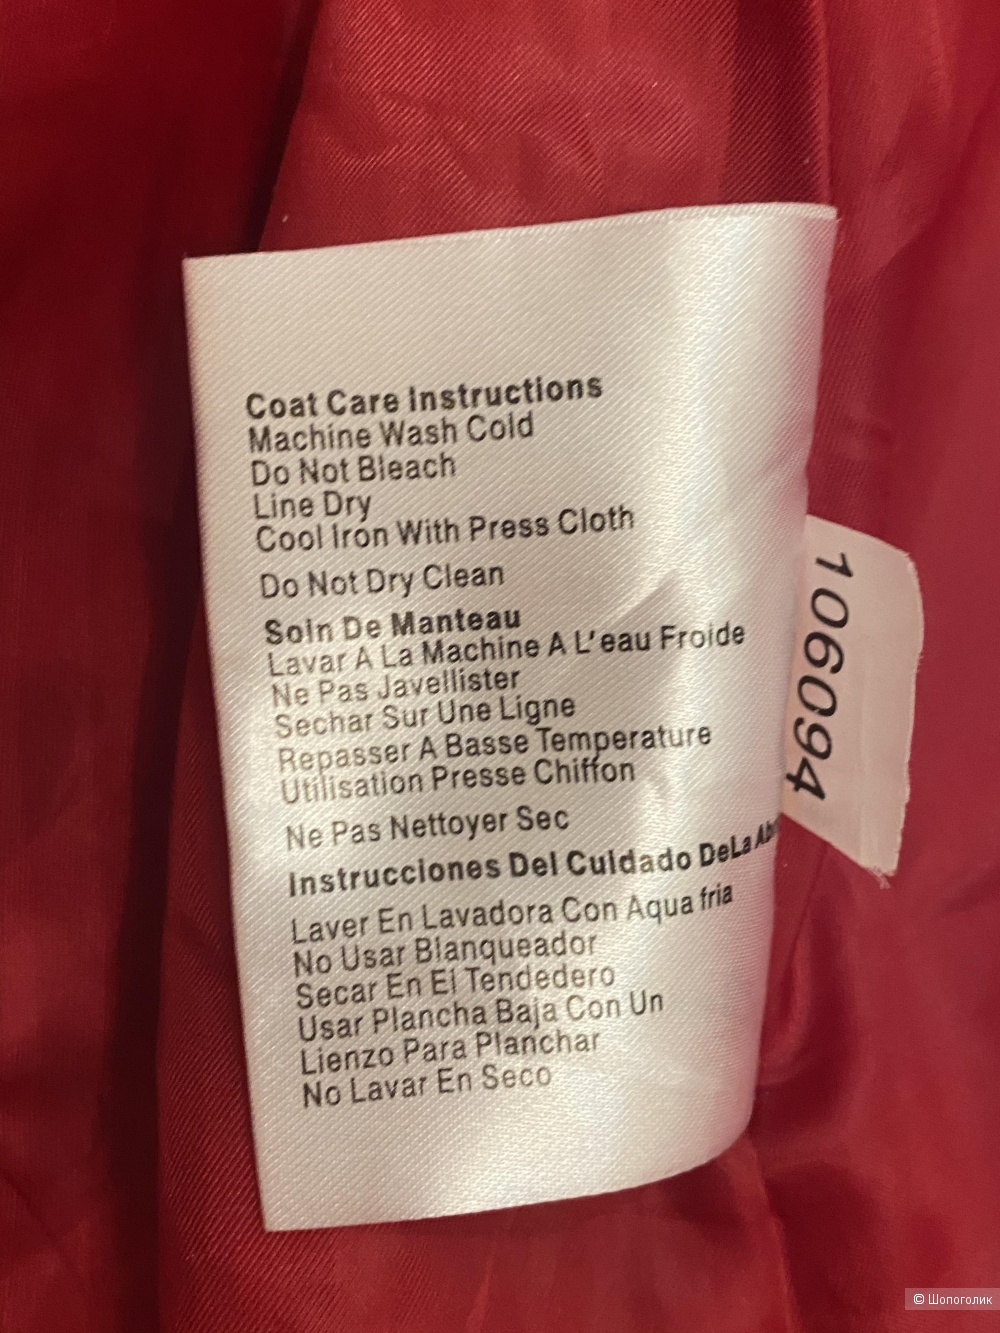 Coat Care Instructions
Machine Wash Cold
Do Not Bleach
Line Dry
Cool Iron With Press Cloth
Do Not Dry Clean
Soin De Manteau
Lavar A La Machine A L'eau Froide
Ne Pas Javellister
Sechar Sur Une Ligne
Repasser A Basse Temperature
Utilisation Presse Chiffon
Ne Pas Nettoyer Sec
Instrucciones Del Cuidado DeLa
Laver En Lavadora Con Aqua fria
No Usar Blanqueador
Secar En El Tendedero
Usar Plancha Baja Con Un
Lienzo Para Planchar
No Lavar En Seco
106094
© Шопоголик